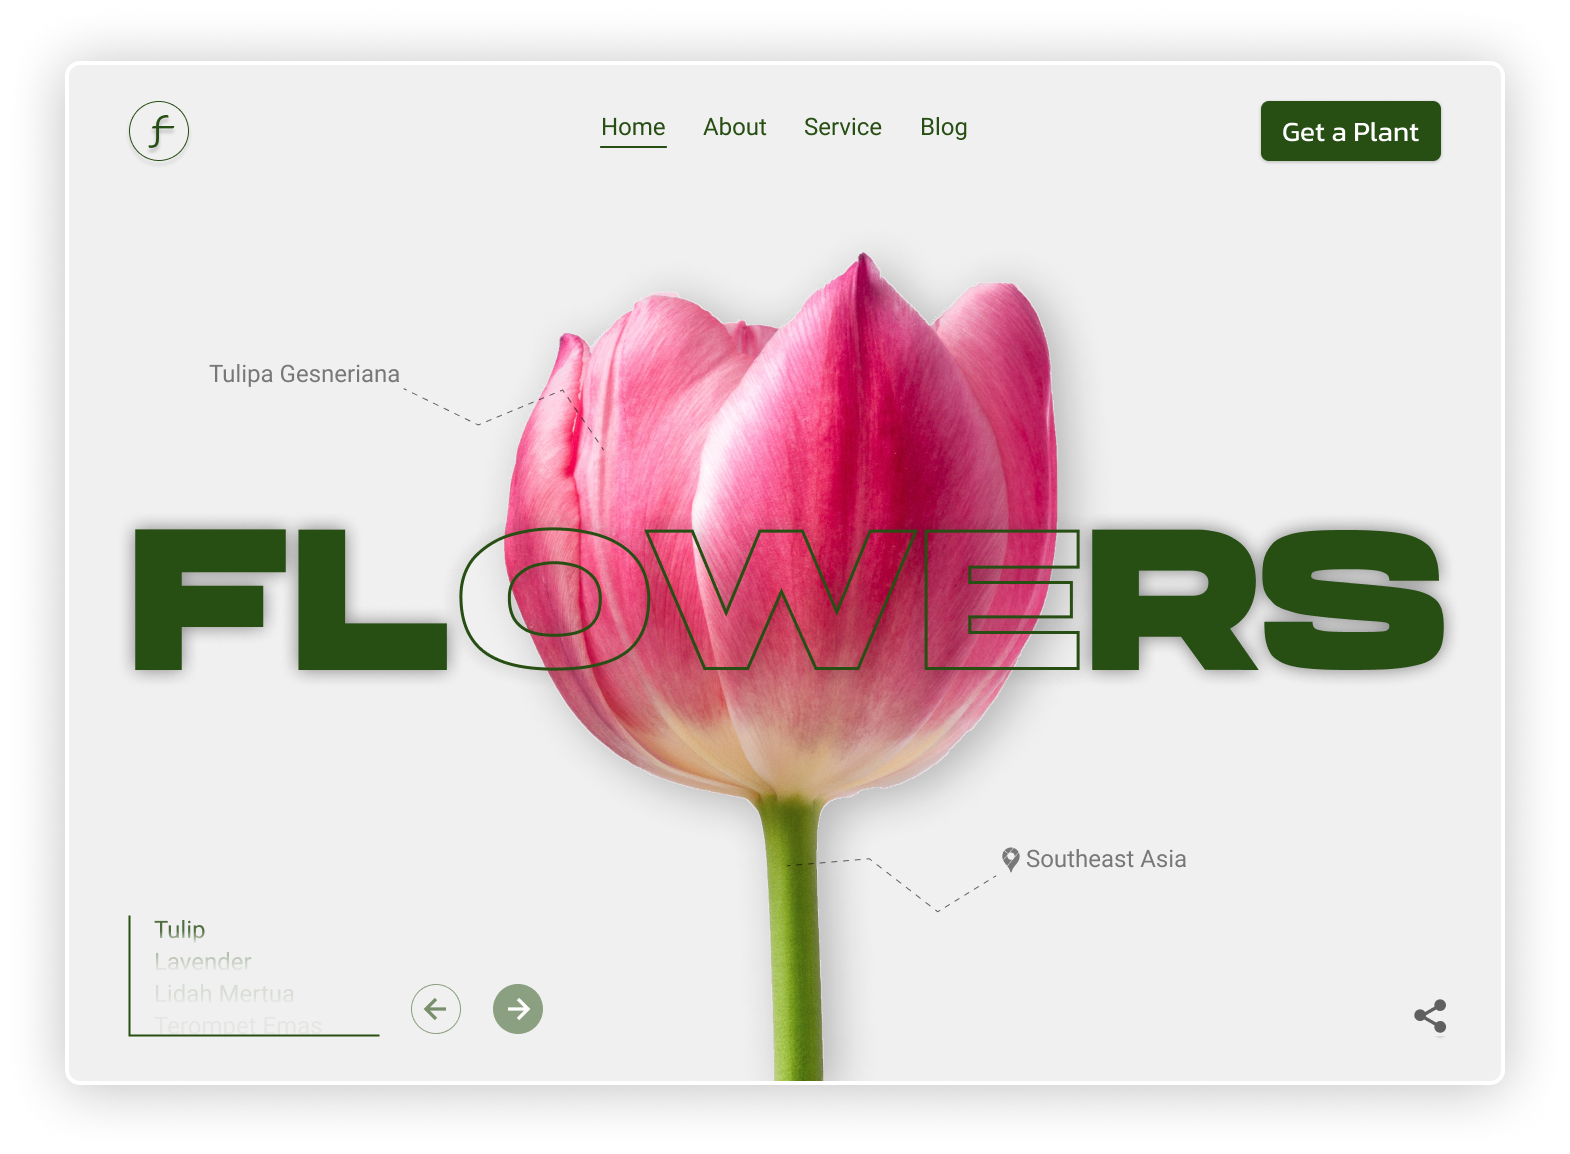 f
Home About Service Blog
Get a Plant
Tulipa Gesneriana
FLOWERS
Southeast Asia
Tulip
Lavender
Lidah Mertua
Terompet Emas